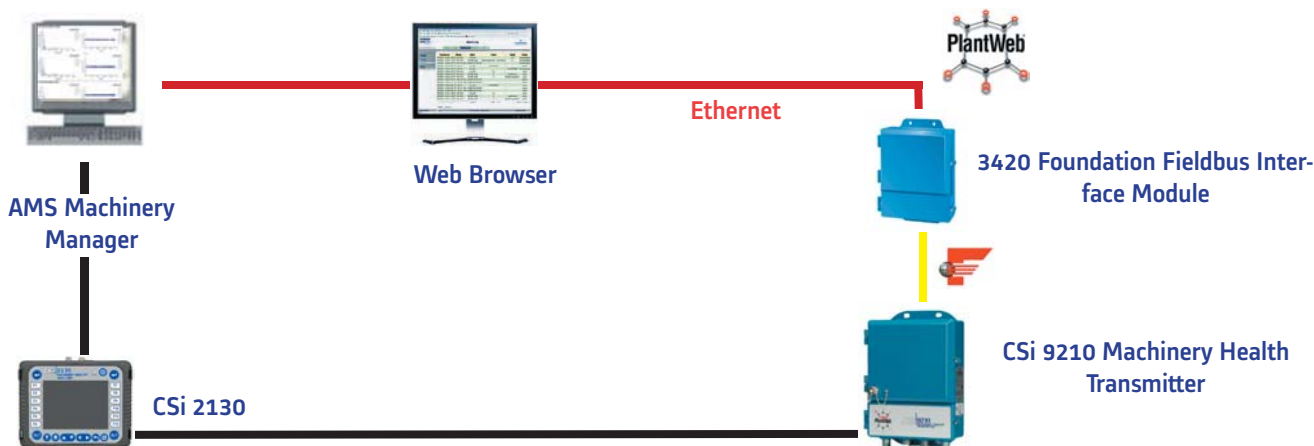 PlantWeb
Ethernet
Web Browser
3420 Foundation Fieldbus Inter-
face Module
AMS Machinery
Manager
CSi 9210 Machinery Health
Transmitter
CSi 2130